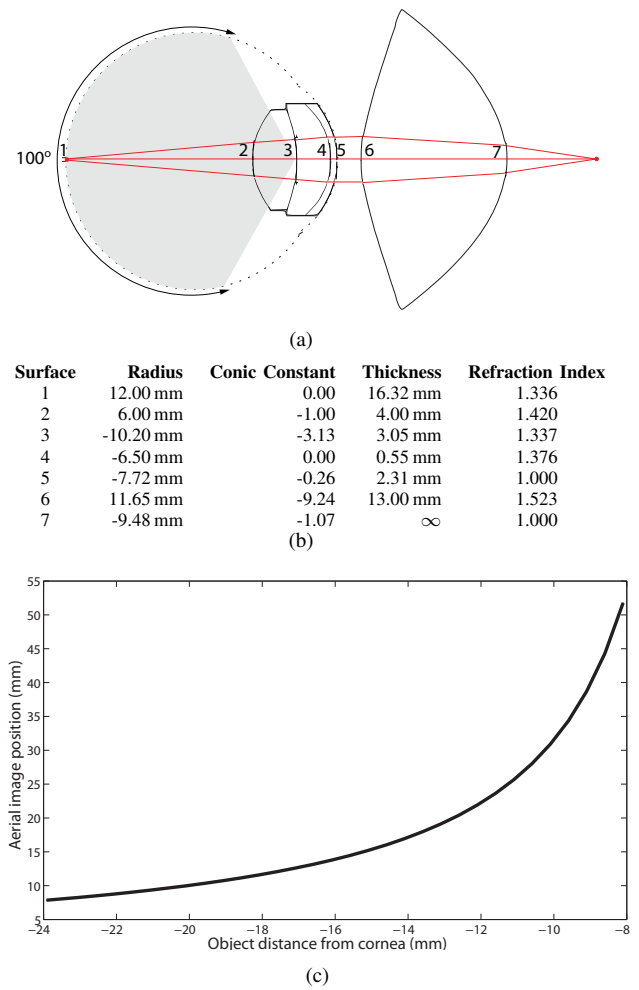 100°
1 2 3 4 5 6 7
(a)
Surface Radius Conic Constant Thickness Refraction Index
1 12.00 mm 0.00 16.32 mm 1.336
2 6.00 mm -1.00 4.00 mm 1.420
3 -10.20 mm -3.13 3.05 mm 1.337
4 -6.50 mm 0.00 0.55 mm 1.376
5 -7.72 mm -0.26 2.31 mm 1.000
6 11.65 mm -9.24 13.00 mm 1.523
7 -9.48 mm -1.07 ∞ 1.000
(b)
55
50
45
40
35
30
25
20
15
10
5
Aerial image position (mm)
−24 −22 −20 −18 −16 −14 −12 −10 −8
Object distance from cornea (mm)
(c)